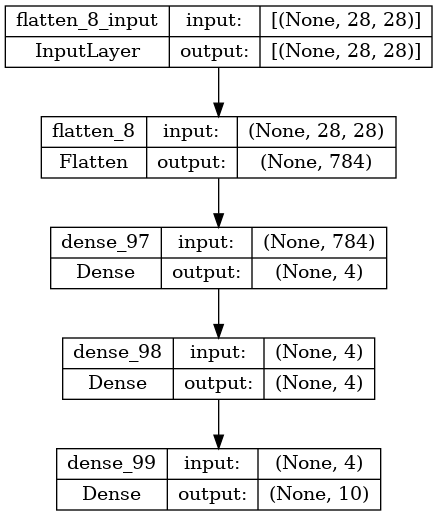 flatten_8_input input: [(None, 28, 28)]
InputLayer output: [(None, 28, 28)]
flatten_8 input: (None, 28, 28)
Flatten output: (None, 784)
dense_97 input: (None, 784)
Dense output: (None, 4)
dense_98 input: (None, 4)
Dense output: (None, 4)
dense_99 input: (None, 4)
Dense output: (None, 10)